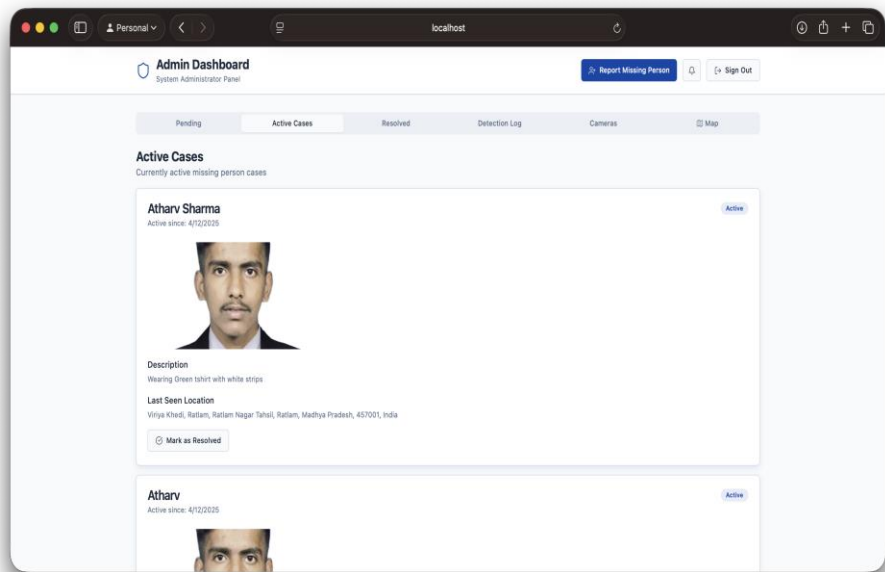 Personal
localhost
Admin Dashboard
System Administrator Panel
Report Missing Person
Sign Out
Pending
Active Cases
Resolved
Detection Log
Cameras
Map
Active Cases
Currently active missing person cases
Atharv Sharma
Active
Active since: 4/12/2025
Description
Wearing Green tshirt with white strips
Last Seen Location
Viriya Khedi, Ratlam, Ratlam Nagar Tahsil, Ratlam, Madhya Pradesh, 457001, India
Mark as Resolved
Atharv
Active
Active since: 4/12/2025